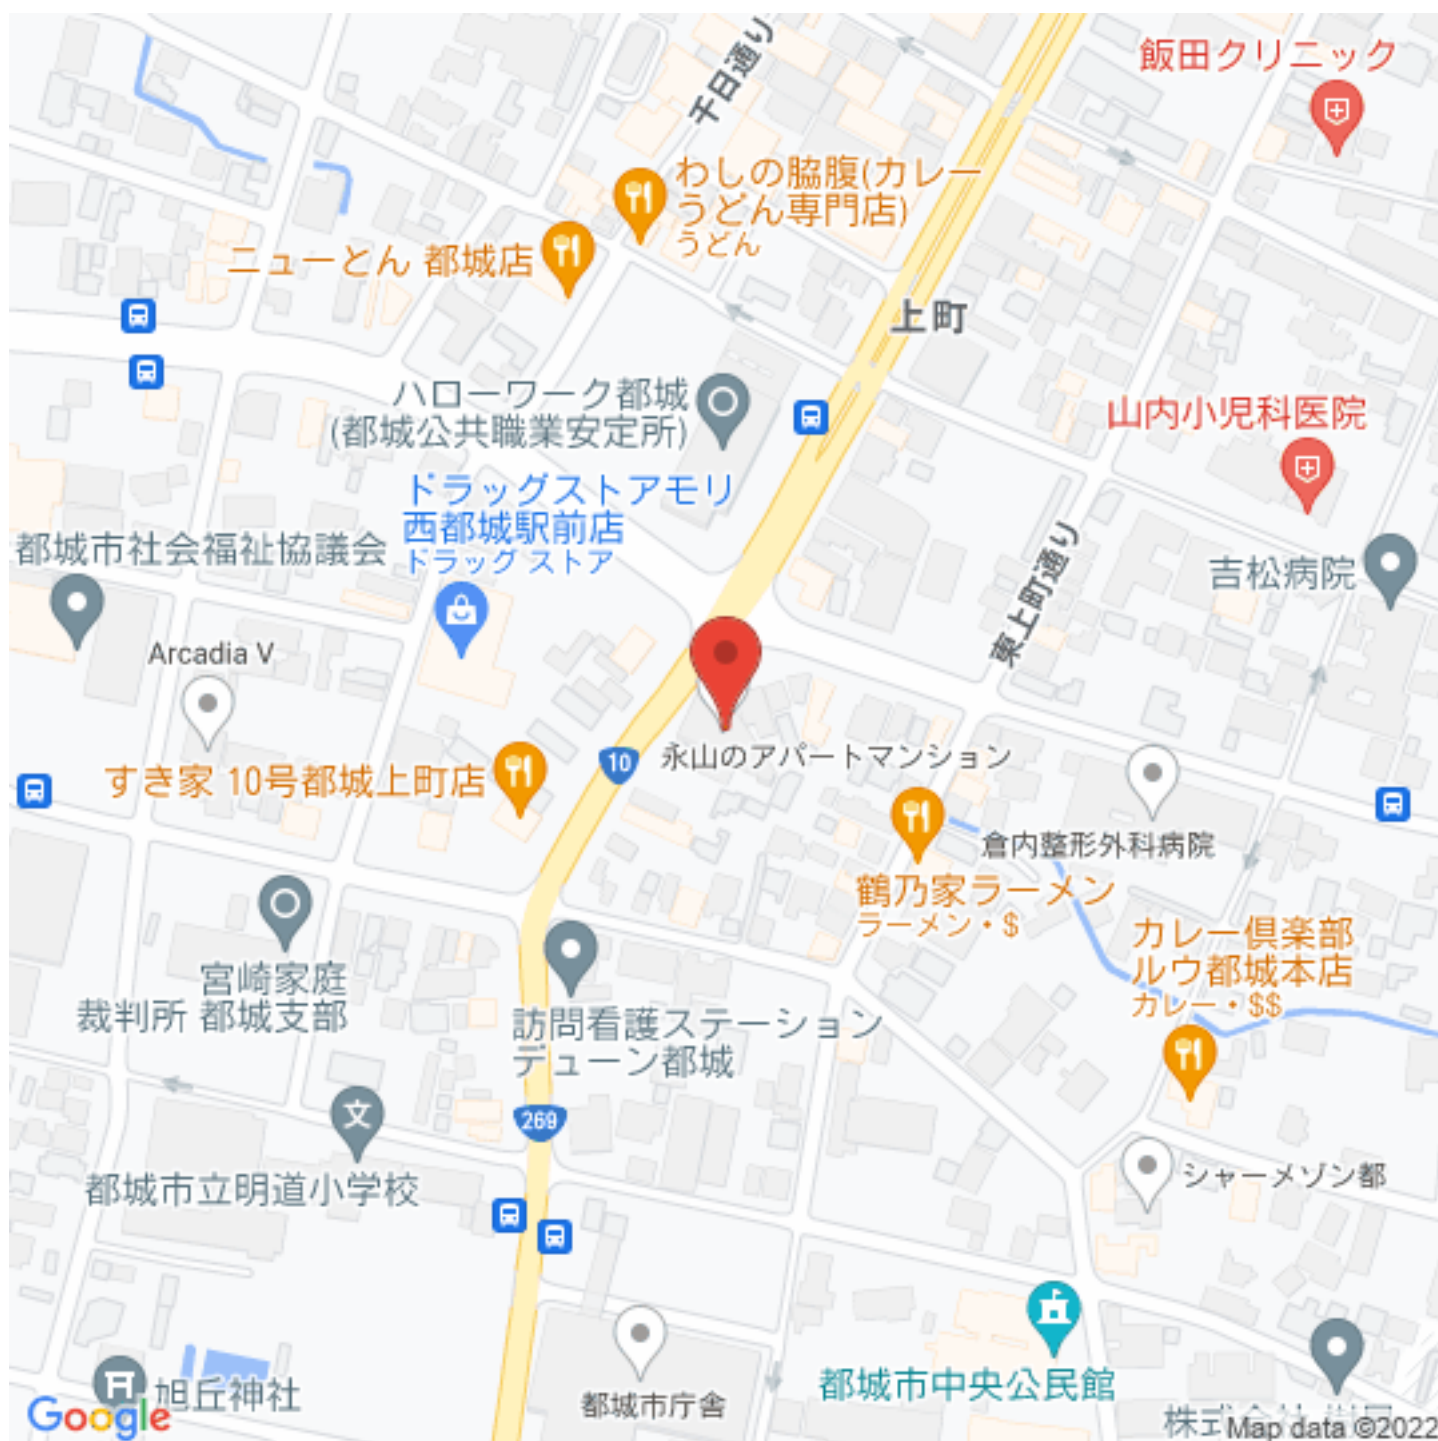 飯田クリニック
千日通り
わしの脇腹(カレー
うどん専門店)
うどん
ニューとん 都城店
上町
ハローワーク都城
(都城公共職業安定所)
山内小児科医院
ドラッグストアモリ
西都城駅前店
ドラッグ ストア
都城市社会福祉協議会
吉松病院
東上町通り
Arcadia V
永山のアパートマンション
10
すき家 10号都城上町店
倉内整形外科病院
鶴乃家ラーメン
ラーメン・$
カレー倶楽部
ルウ都城本店
カレー・$$
宮崎家庭
裁判所 都城支部
訪問看護ステーション
デューン都城
269
文
都城市立明道小学校
シャーメゾン都
都城市中央公民館
旭丘神社
都城市庁舎
株式会社
Google
Map data ©2022